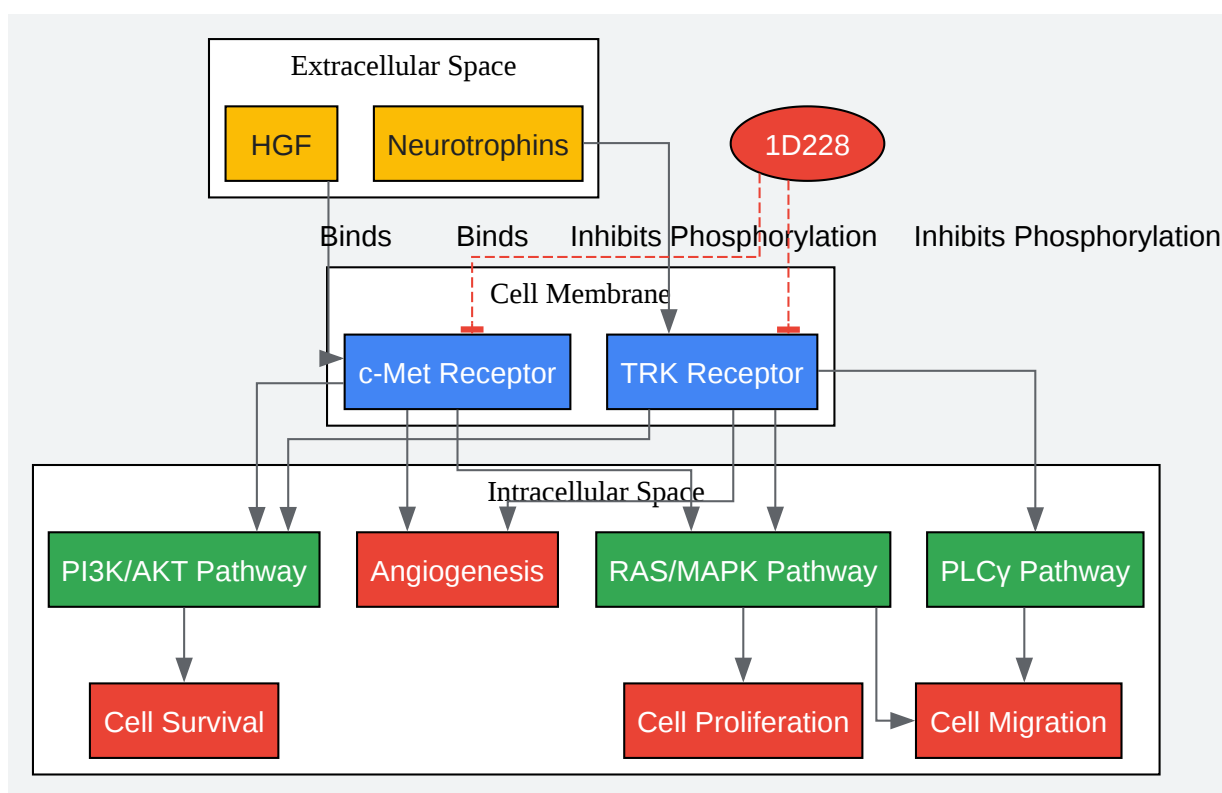 Extracellular Space
HGF
Neurotrophins
1D228
Binds
Binds
Inhibits Phosphorylation
Inhibits Phosphorylation
Cell Membrane
c-Met Receptor
TRK Receptor
Intracellular Space
PI3K/AKT Pathway
Angiogenesis
RAS/MAPK Pathway
PLCγ Pathway
Cell Survival
Cell Proliferation
Cell Migration